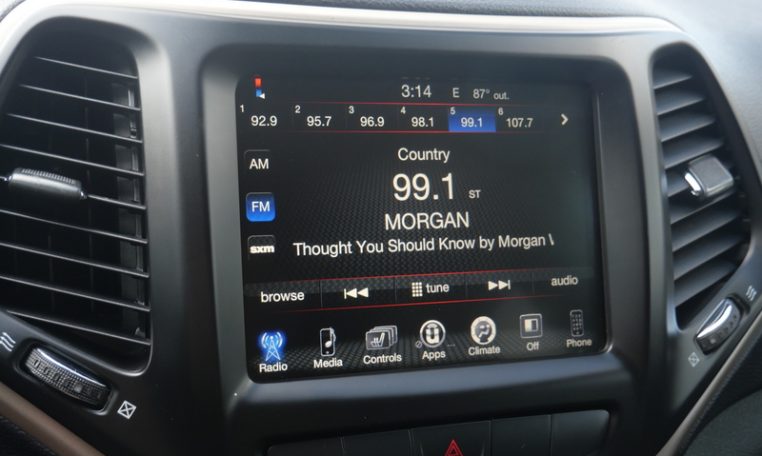 3:14 E 87° out.
1 92.9 2 95.7 3 96.9 4 98.1 5 99.1 6 107.7
AM
Country
99.1 ST
FM
MORGAN
Thought You Should Know by Morgan \
sxm
browse tune audio
Radio Media Controls Apps Climate Off Phone